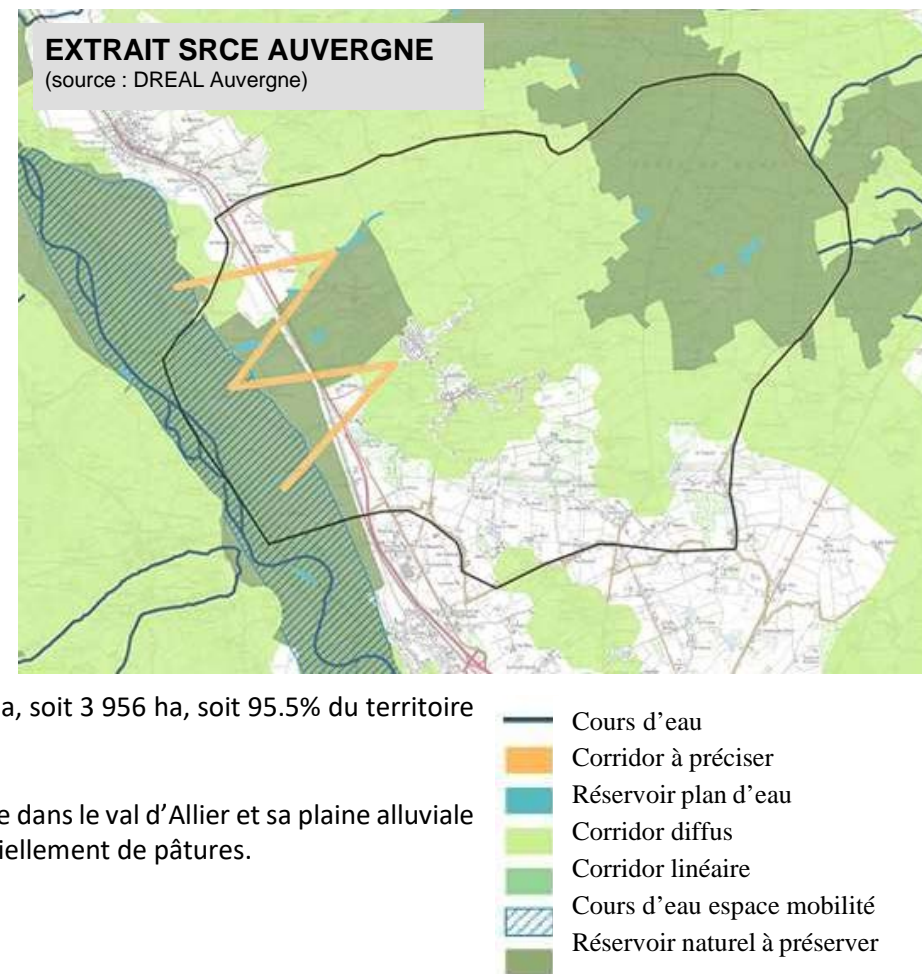 EXTRAIT SRCE AUVERGNE
(source : DREAL Auvergne)
a, soit 3 956 ha, soit 95.5% du territoire
e dans le val d’Allier et sa plaine alluviale
iellement de pâtures.
Cours d’eau
Corridor à préciser
Réservoir plan d’eau
Corridor diffus
Corridor linéaire
Cours d’eau espace mobilité
Réservoir naturel à préserver